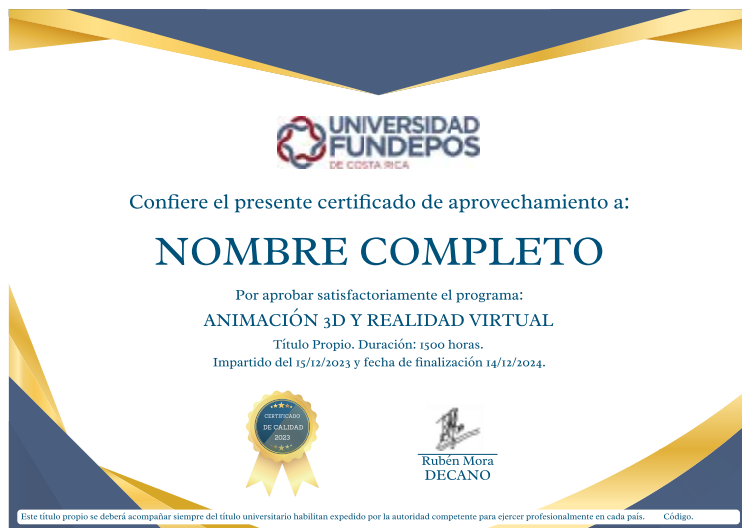 UNIVERSIDAD
FUNDEPOS
DE COSTA RICA
Confiere el presente certificado de aprovechamiento a:
NOMBRE COMPLETO
Por aprobar satisfactoriamente el programa:
ANIMACIÓN 3D Y REALIDAD VIRTUAL
Título Propio. Duración: 1500 horas.
Impartido del 15/12/2023 y fecha de finalización 14/12/2024.
CERTIFICADO
DE CALIDAD
2023
Rubén Mora
DECANO
Este título propio se deberá acompañar siempre del título universitario habilitan expedido por la autoridad competente para ejercer profesionalmente en cada país. Código.